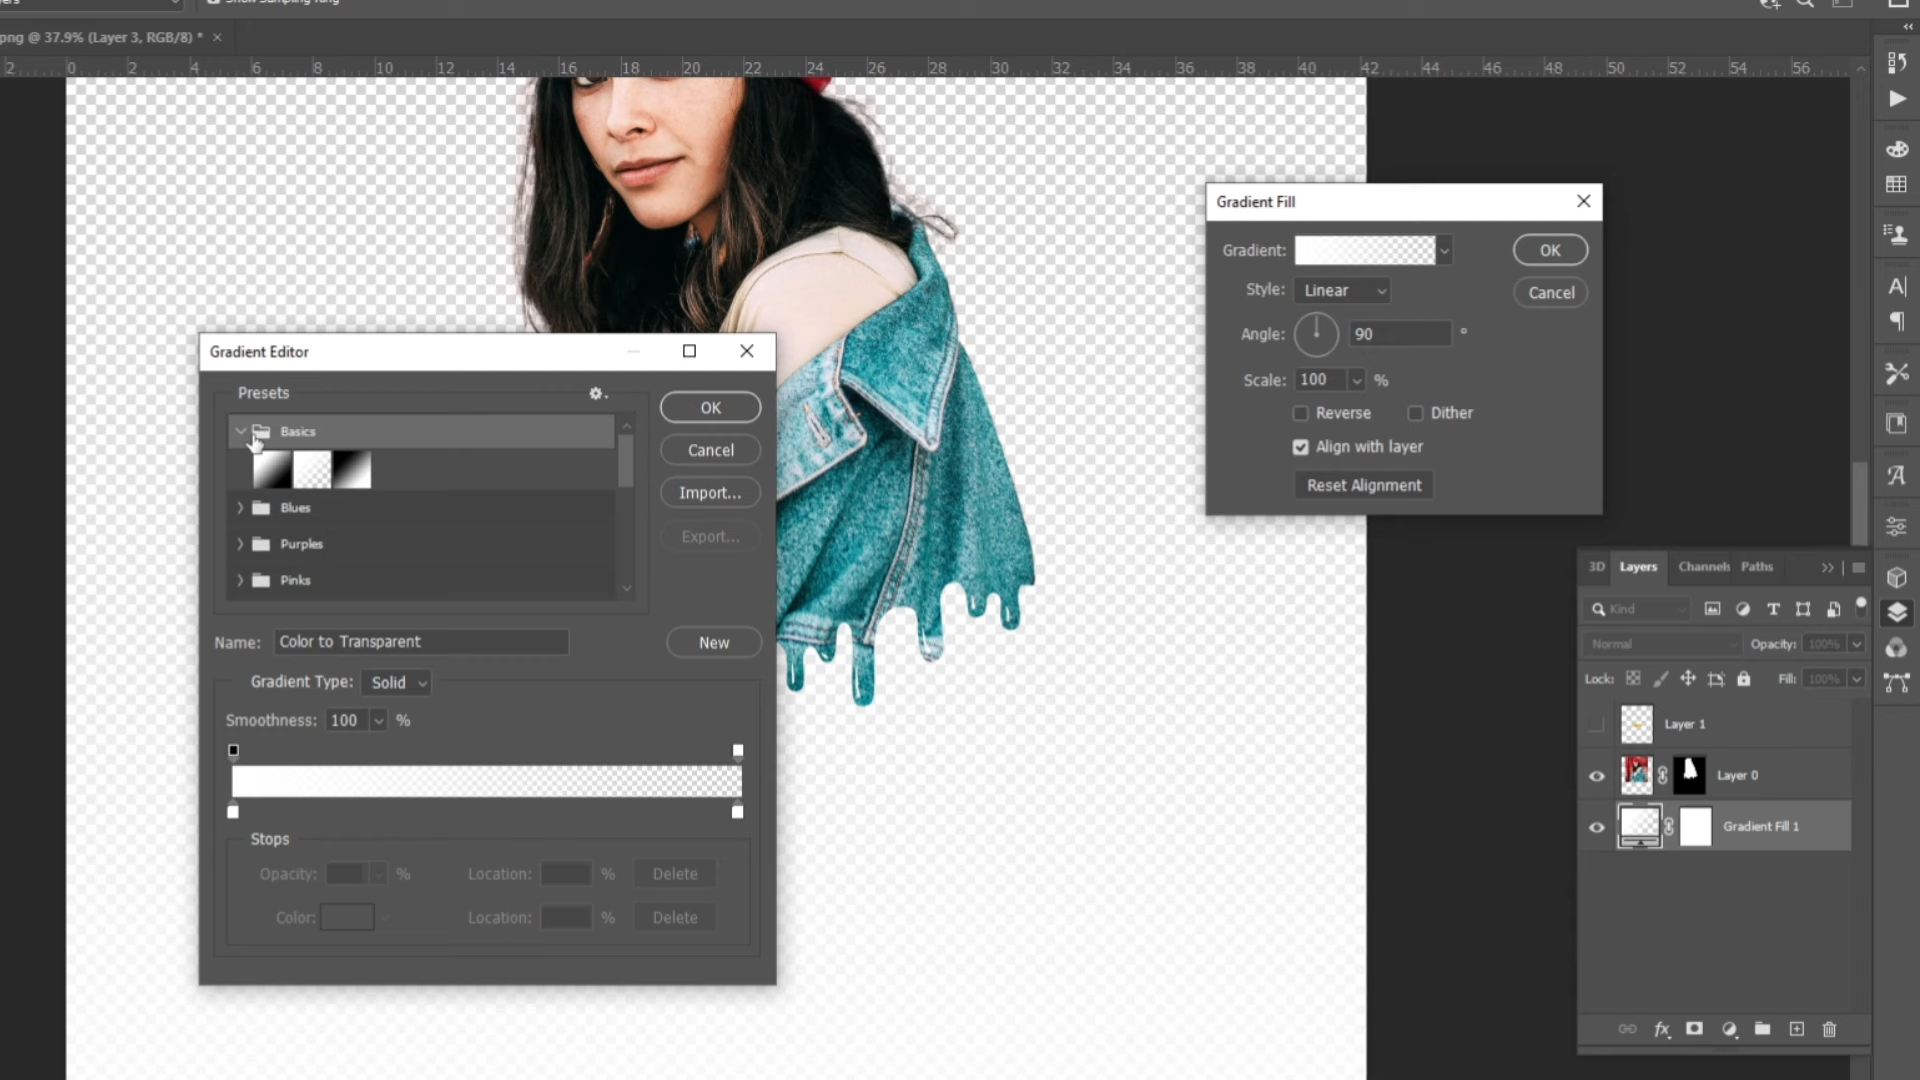 png @ 37.9% (Layer 3, RGB/8) * ×
2 0 2 4 6 8 10 12 14 16 18 20 22 24 26 28 30 32 34 36 38 40 42 44 46 48 50 52 54 56
Gradient Fill
Gradient:
OK
Style: Linear
Cancel
Angle: 90 °
Scale: 100 %
Reverse Dither
Align with layer
Reset Alignment
Gradient Editor
Presets
Basics
Blues
Purples
Pinks
OK
Cancel
Import...
Export...
Name: Color to Transparent
New
Gradient Type: Solid
Smoothness: 100 %
Stops
Opacity: % Location: % Delete
Color: Location: % Delete
3D Layers Channels Paths
Kind
Normal Opacity: 100%
Lock: Fill: 100%
Layer 1
Layer 0
Gradient Fill 1
fx